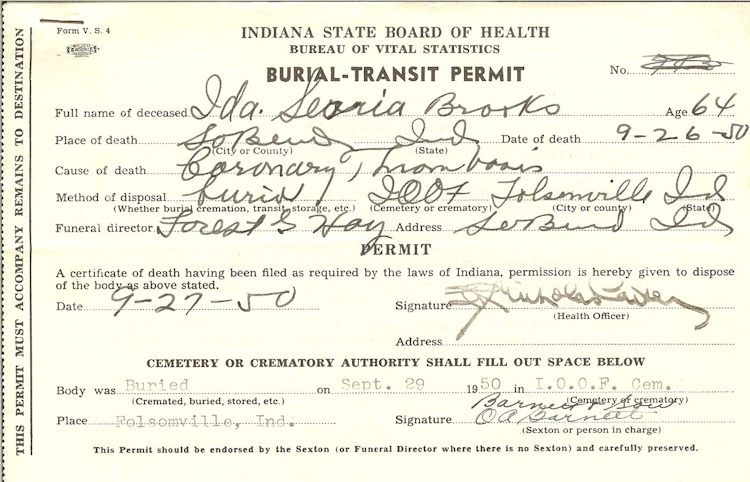 THIS PERMIT MUST ACCOMPANY REMAINS TO DESTINATION
Form V. S. 4
INDIANA STATE BOARD OF HEALTH
BUREAU OF VITAL STATISTICS
BURIAL-TRANSIT PERMIT
No.
Full name of deceased Ida Brooks Age 64
Place of death So Bend Ind Date of death 9-26-50
(City or County) (State)
Cause of death Coronary Thrombosis
Method of disposal burial IOOF Folsomville Ind
(Whether burial cremation, transit, storage, etc.) (Cemetery or crematory) (City or county) (State)
Funeral director Forest G Hay Address So Bend Ind
PERMIT
A certificate of death having been filed as required by the laws of Indiana, permission is hereby given to dispose
of the body as above stated.
Date 9-27-50 Signature
(Health Officer)
Address
CEMETERY OR CREMATORY AUTHORITY SHALL FILL OUT SPACE BELOW
Body was Buried on Sept. 29 1950 in I.O.O.F. Cem.
(Cremated, buried, stored, etc.) (Cemetery or crematory)
Barnett & Son
Place Folsomville, Ind. Signature O A Barnett
(Sexton or person in charge)
This Permit should be endorsed by the Sexton (or Funeral Director where there is no Sexton) and carefully preserved.